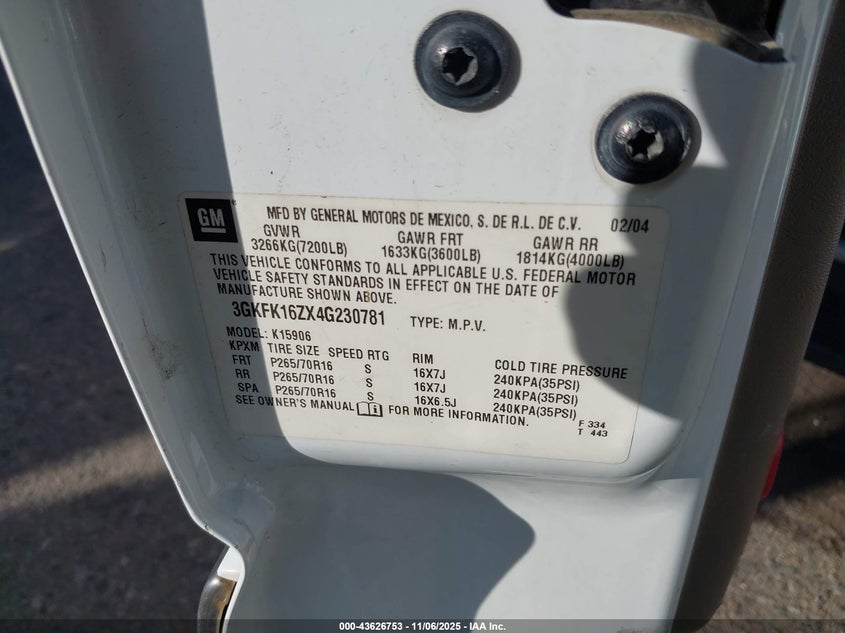 GM
MFD BY GENERAL MOTORS DE MEXICO, S. DE R.L. DE C.V. 02/04
GVWR GAWR FRT GAWR RR
3266KG(7200LB) 1633KG(3600LB) 1814KG(4000LB)
THIS VEHICLE CONFORMS TO ALL APPLICABLE U.S. FEDERAL MOTOR
VEHICLE SAFETY STANDARDS IN EFFECT ON THE DATE OF
MANUFACTURE SHOWN ABOVE.
3GKFK16ZX4G230781 TYPE: M.P.V.
MODEL: K15906
KPXM TIRE SIZE SPEED RTG RIM COLD TIRE PRESSURE
FRT P265/70R16 S 16X7J 240KPA(35PSI)
RR P265/70R16 S 16X7J 240KPA(35PSI)
SPA P265/70R16 S 16X6.5J 240KPA(35PSI)
SEE OWNER'S MANUAL FOR MORE INFORMATION.
F 334
T 443
000-43626753 - 11/06/2025 - IAA Inc.